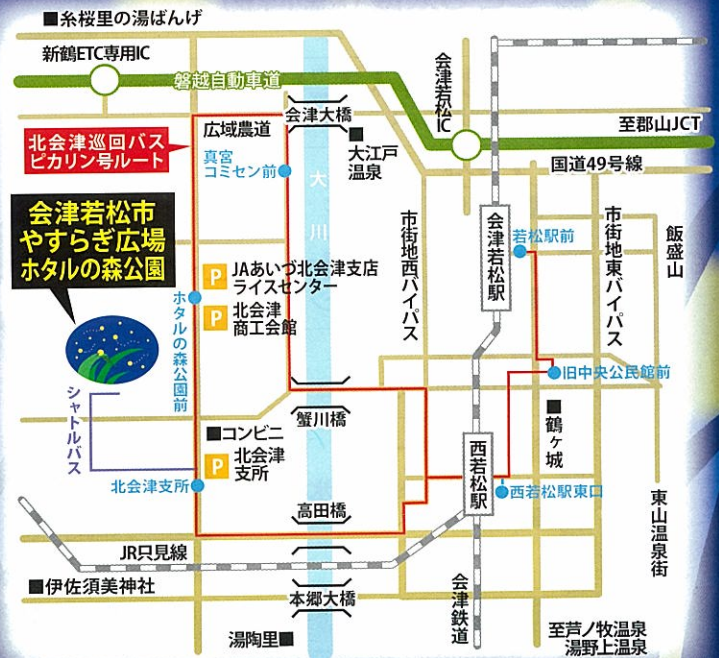 ■糸桜里の湯ばんげ
新鶴ETC専用IC
磐越自動車道
会津若松IC
至郡山JCT
国道49号線
北会津巡回バス
ピカリン号ルート
広域農道
会津大橋
真宮
コミセン前
■
大江戸
温泉
大川
会津若松市
やすらぎ広場
ホタルの森公園
P
JAあいづ北会津支店
ライスセンター
P
北会津
商工会館
ホタルの森公園前
市街地西バイパス
会津若松駅
若松駅前
市街地東バイパス
飯盛山
旧中央公民館前
シャトルバス
■コンビニ
P
北会津
支所
北会津支所
蟹川橋
西若松駅
■鶴ヶ城
西若松駅東口
高田橋
東山温泉街
JR只見線
■伊佐須美神社
本郷大橋
会津鉄道
湯陶里■
至芦ノ牧温泉
湯野上温泉